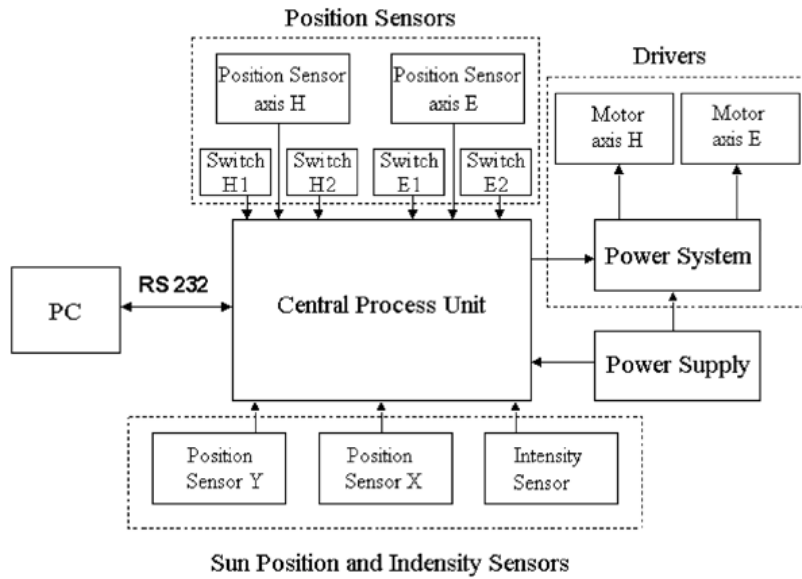 Position Sensors
Position Sensor
axis H
Position Sensor
axis E
Switch
H1
Switch
H2
Switch
E1
Switch
E2
Drivers
Motor
axis H
Motor
axis E
Power System
PC
RS 232
Central Process Unit
Power Supply
Position
Sensor Y
Position
Sensor X
Intensity
Sensor
Sun Position and Indensity Sensors